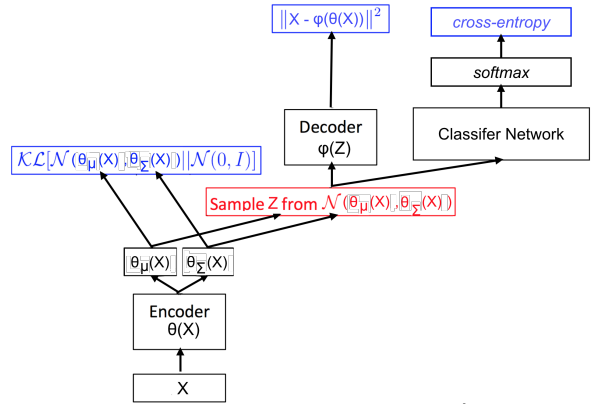 ‖X - φ(θ(X))‖²
cross-entropy
softmax
Decoder
φ(Z)
Classifer Network
𝒦ℒ[𝒩(θμ(X),θΣ(X))||𝒩(0, I)]
Sample Z from 𝒩(θμ(X),θΣ(X))
θμ(X)
θΣ(X)
Encoder
θ(X)
X